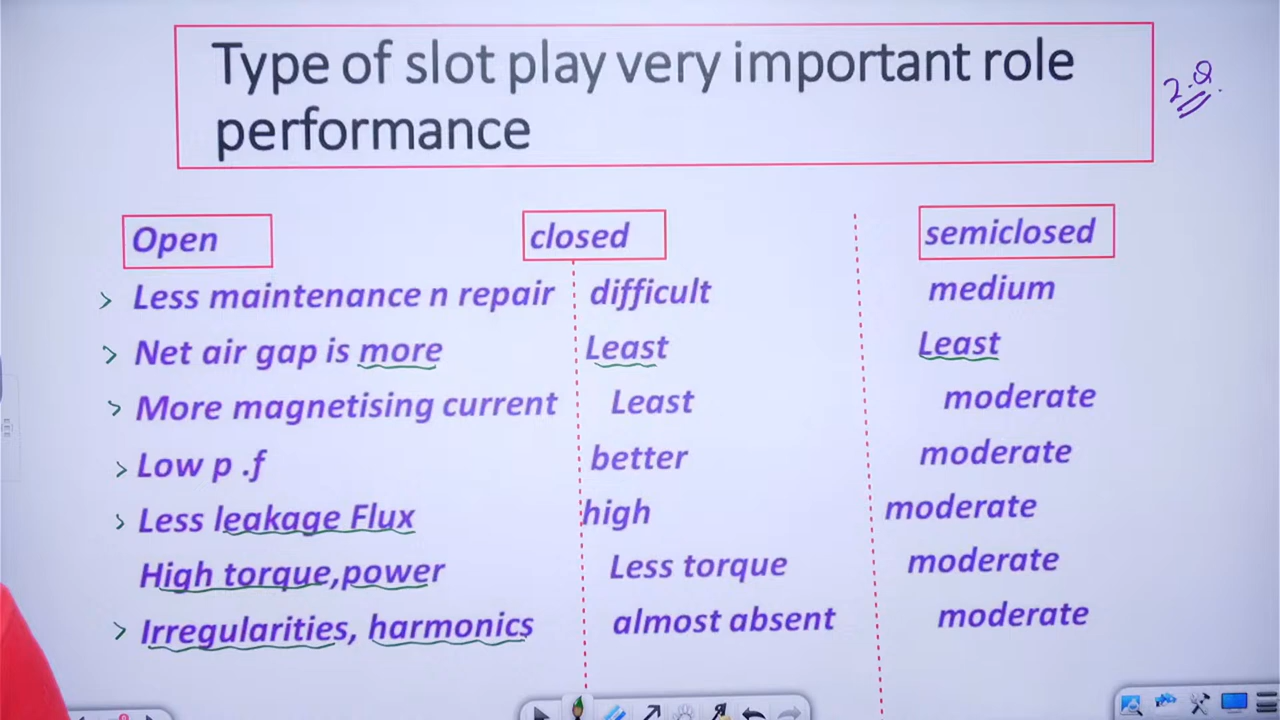 Type of slot play very important role
performance
2.Q.
Open closed semiclosed
Less maintenance n repair difficult medium
Net air gap is more Least Least
More magnetising current Least moderate
Low p .f better moderate
Less leakage Flux high moderate
High torque,power Less torque moderate
Irregularities, harmonics almost absent moderate